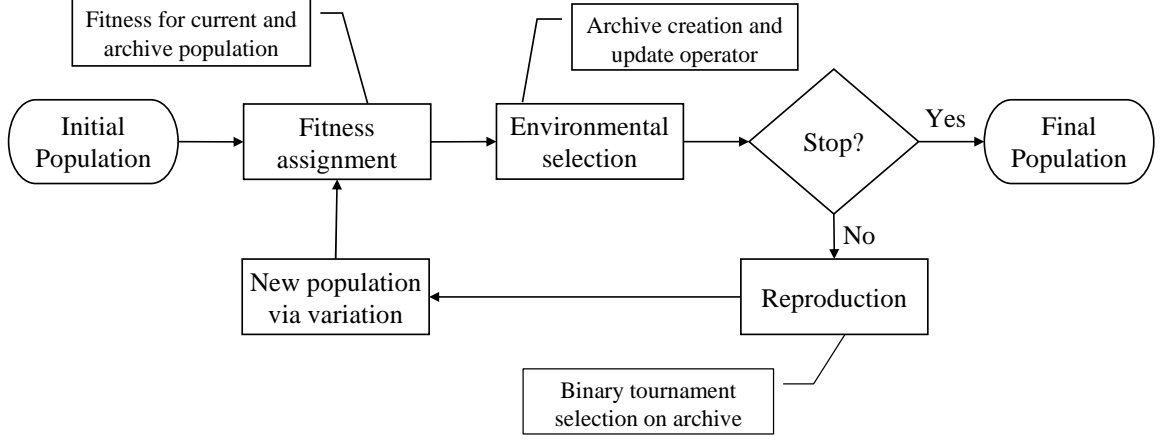 Fitness for current and
archive population
Archive creation and
update operator
Initial
Population
Fitness
assignment
Environmental
selection
Stop?
Yes
Final
Population
No
New population
via variation
Reproduction
Binary tournament
selection on archive